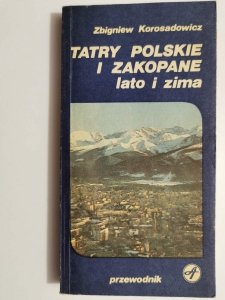 Zbigniew Korosadowicz
TATRY POLSKIE
I ZAKOPANE
lato i zima
przewodnik